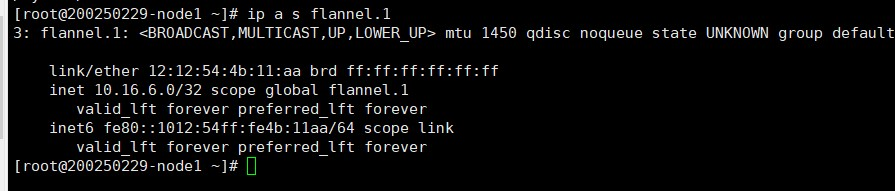 [root@200250229-node1 ~]# ip a s flannel.1
3: flannel.1: <BROADCAST,MULTICAST,UP,LOWER_UP> mtu 1450 qdisc noqueue state UNKNOWN group default
link/ether 12:12:54:4b:11:aa brd ff:ff:ff:ff:ff:ff
inet 10.16.6.0/32 scope global flannel.1
valid_lft forever preferred_lft forever
inet6 fe80::1012:54ff:fe4b:11aa/64 scope link
valid_lft forever preferred_lft forever
[root@200250229-node1 ~]#